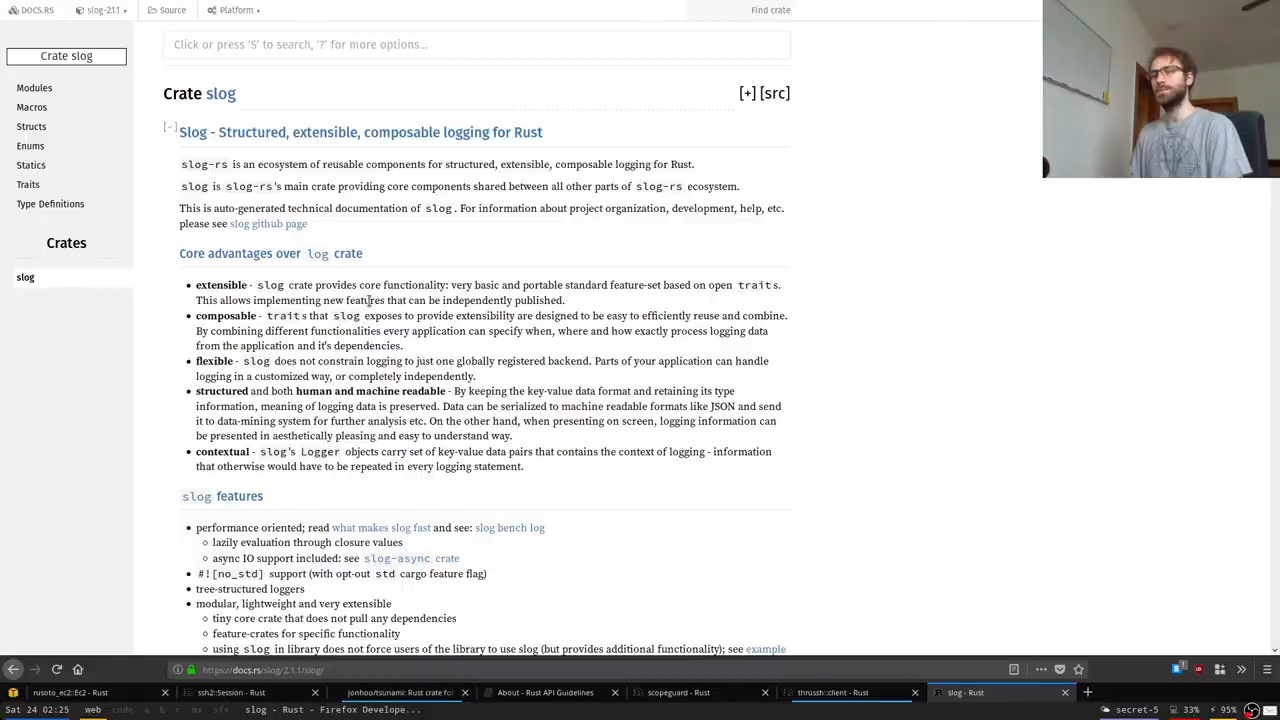 DOCS.RS slog-2.1.1 Source Platform Find crate
Crate slog
Modules
Macros
Structs
Enums
Statics
Traits
Type Definitions
Crates
slog
Click or press ‘S’ to search, ‘?’ for more options…
Crate slog [+] [src]
[-] Slog - Structured, extensible, composable logging for Rust
slog-rs is an ecosystem of reusable components for structured, extensible, composable logging for Rust.
slog is slog-rs's main crate providing core components shared between all other parts of slog-rs ecosystem.
This is auto-generated technical documentation of slog. For information about project organization, development, help, etc.
please see slog github page
Core advantages over log crate
• extensible - slog crate provides core functionality: very basic and portable standard feature-set based on open traits.
This allows implementing new features that can be independently published.
• composable - traits that slog exposes to provide extensibility are designed to be easy to efficiently reuse and combine.
By combining different functionalities every application can specify when, where and how exactly process logging data
from the application and it's dependencies.
• flexible - slog does not constrain logging to just one globally registered backend. Parts of your application can handle
logging in a customized way, or completely independently.
• structured and both human and machine readable - By keeping the key-value data format and retaining its type
information, meaning of logging data is preserved. Data can be serialized to machine readable formats like JSON and send
it to data-mining system for further analysis etc. On the other hand, when presenting on screen, logging information can
be presented in aesthetically pleasing and easy to understand way.
• contextual - slog's Logger objects carry set of key-value data pairs that contains the context of logging - information
that otherwise would have to be repeated in every logging statement.
slog features
• performance oriented; read what makes slog fast and see: slog bench log
◦ lazily evaluation through closure values
◦ async IO support included: see slog-async crate
• #![no_std] support (with opt-out std cargo feature flag)
• tree-structured loggers
• modular, lightweight and very extensible
◦ tiny core crate that does not pull any dependencies
◦ feature-crates for specific functionality
◦ using slog in library does not force users of the library to use slog (but provides additional functionality); see example
https://docs.rs/slog/2.1.1/slog/
rusoto_ec2::Ec2 - Rust
ssh2::Session - Rust
jonhoo/tsunami: Rust crate fo
About - Rust API Guidelines
scopeguard - Rust
thrussh::client - Rust
slog - Rust
Sat 24 02:25 web code a b c mv sfx slog - Rust - Firefox Develope... secret-5 33% 95%